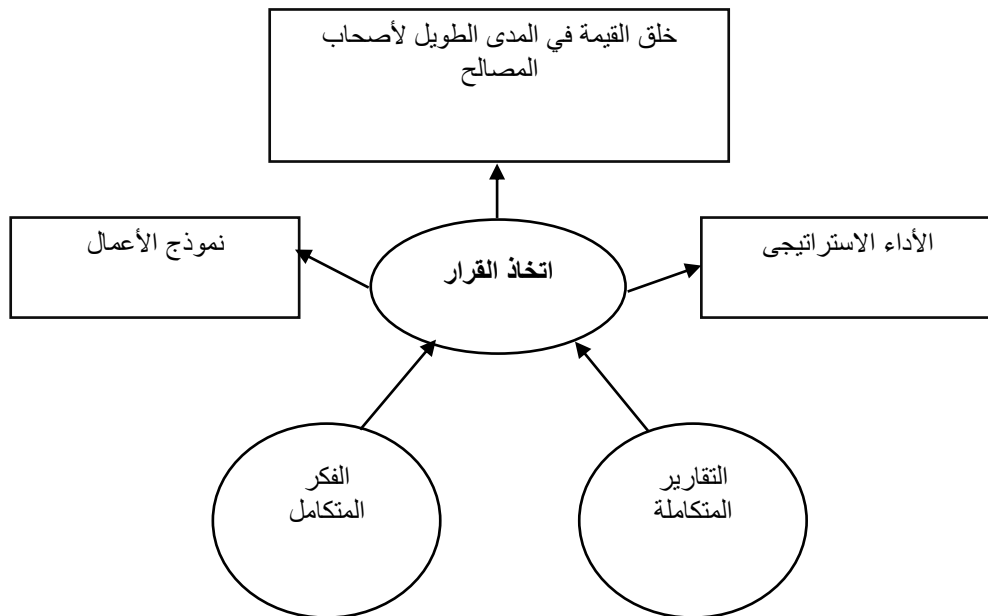 خلق القيمة في المدى الطويل لأصحاب
المصالح
الأداء الاستراتيجى
نموذج الأعمال
اتخاذ القرار
التقارير
المتكاملة
الفكر
المتكامل